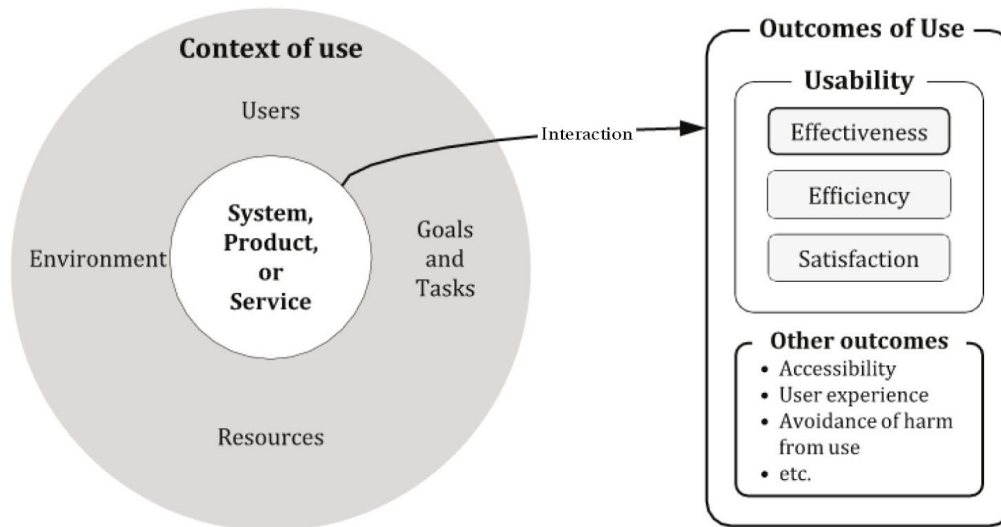 Context of use
Users
System,
Product,
or
Service
Environment
Goals
and
Tasks
Resources
Interaction
Outcomes of Use
Usability
Effectiveness
Efficiency
Satisfaction
Other outcomes
• Accessibility
• User experience
• Avoidance of harm
from use
• etc.